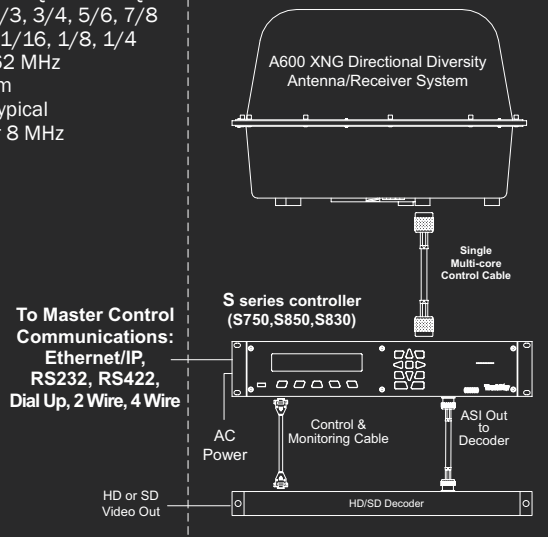 /3, 3/4, 5/6, 7/8
1/16, 1/8, 1/4
62 MHz
m
ypical
8 MHz
A600 XNG Directional Diversity
Antenna/Receiver System
Single
Multi-core
Control Cable
S series controller
(S750,S850,S830)
To Master Control
Communications:
Ethernet/IP,
RS232, RS422,
Dial Up, 2 Wire, 4 Wire
AC
Power
Control &
Monitoring Cable
ASI Out
to
Decoder
HD or SD
Video Out
HD/SD Decoder